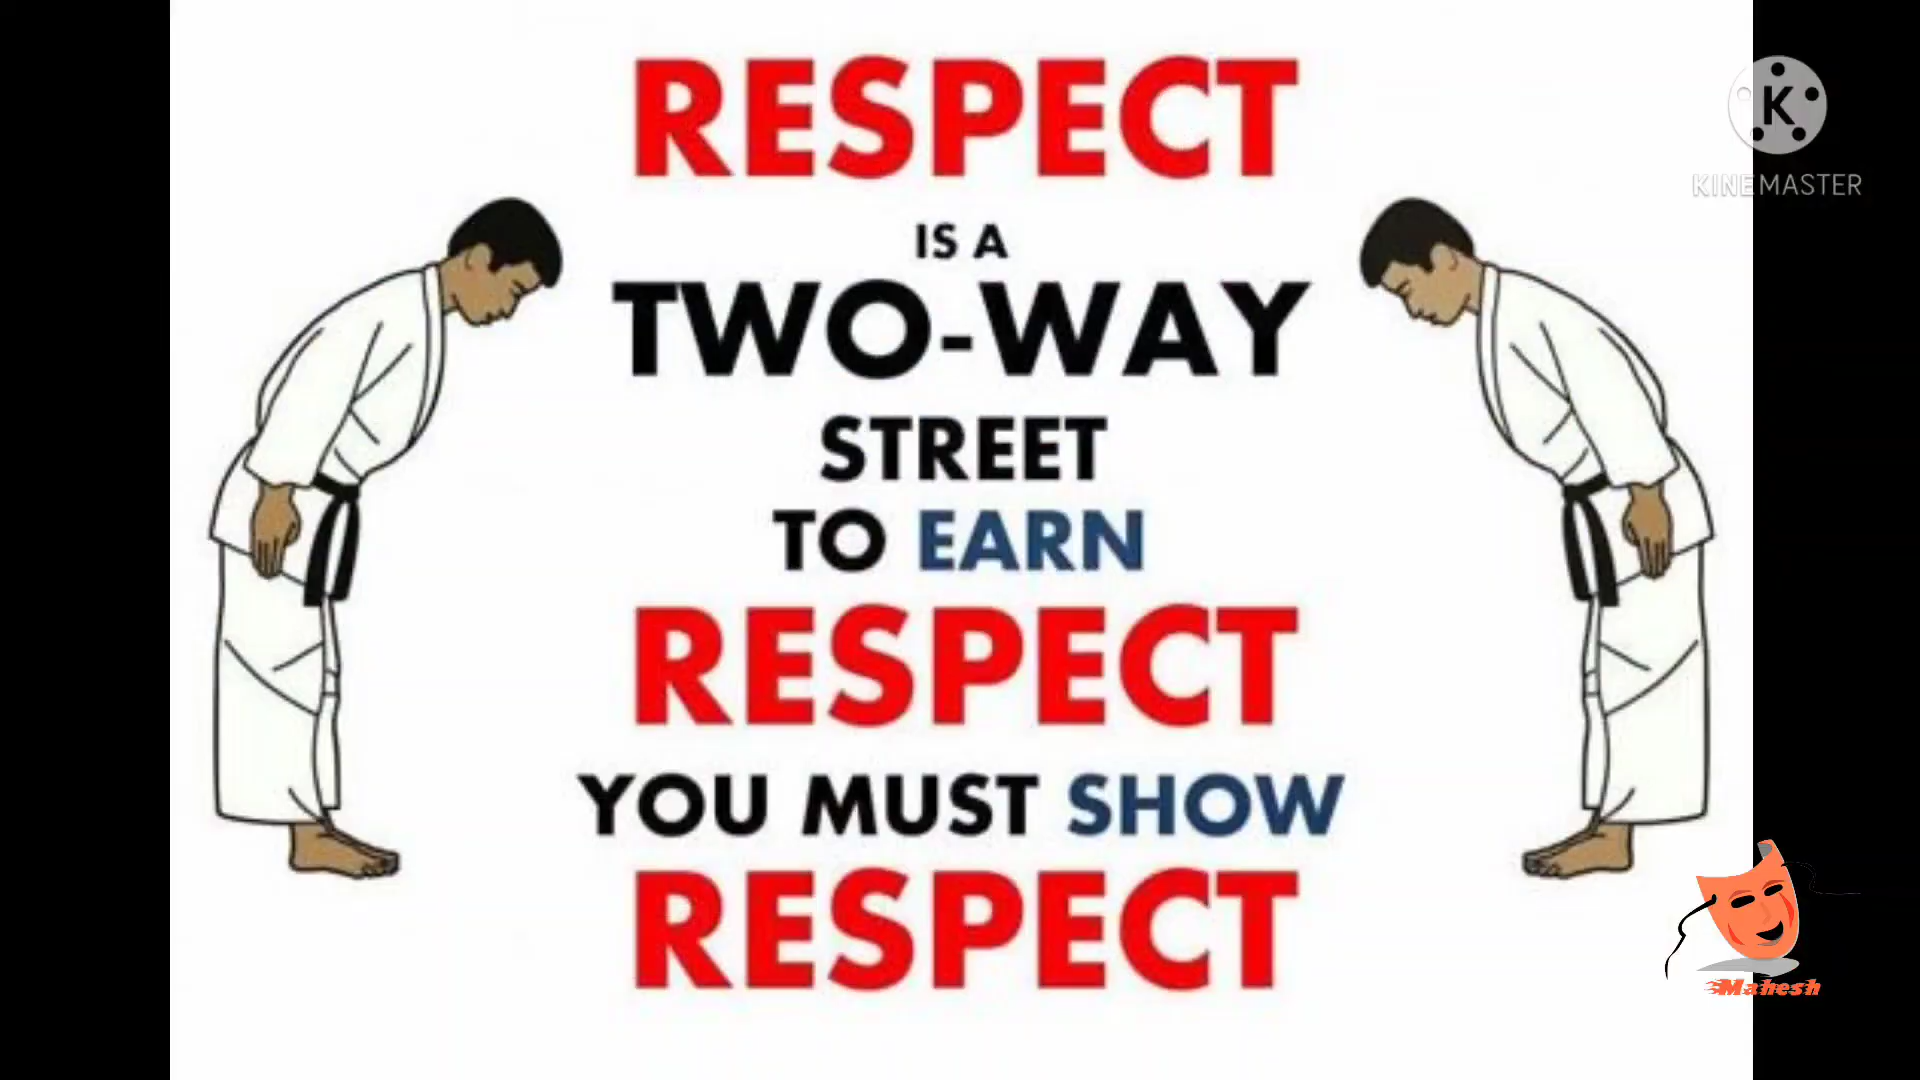 RESPECT
IS A
TWO-WAY
STREET
TO EARN
RESPECT
YOU MUST SHOW
RESPECT
K
KINEMASTER
Mahesh